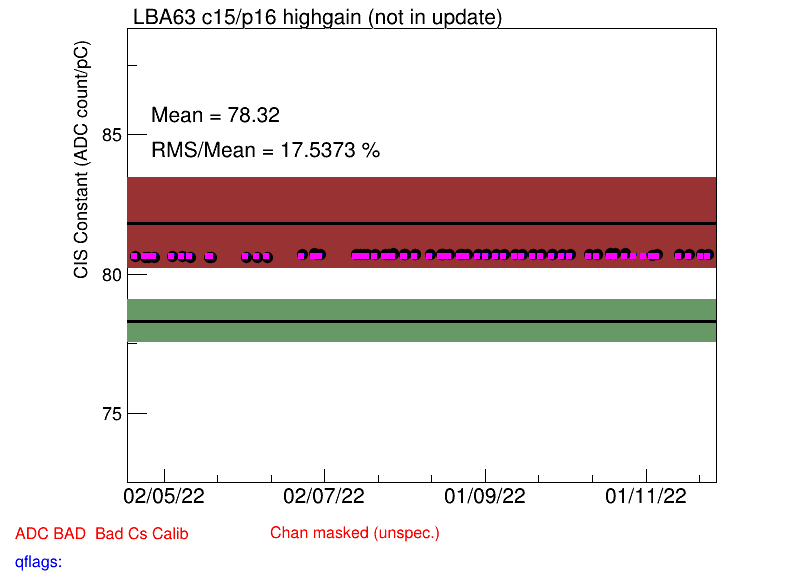 LBA63 c15/p16 highgain (not in update)
CIS Constant (ADC count/pC)
Mean = 78.32
85
RMS/Mean = 17.5373 %
80
75
02/05/22 02/07/22 01/09/22 01/11/22
ADC BAD  Bad Cs Calib Chan masked (unspec.)
qflags: